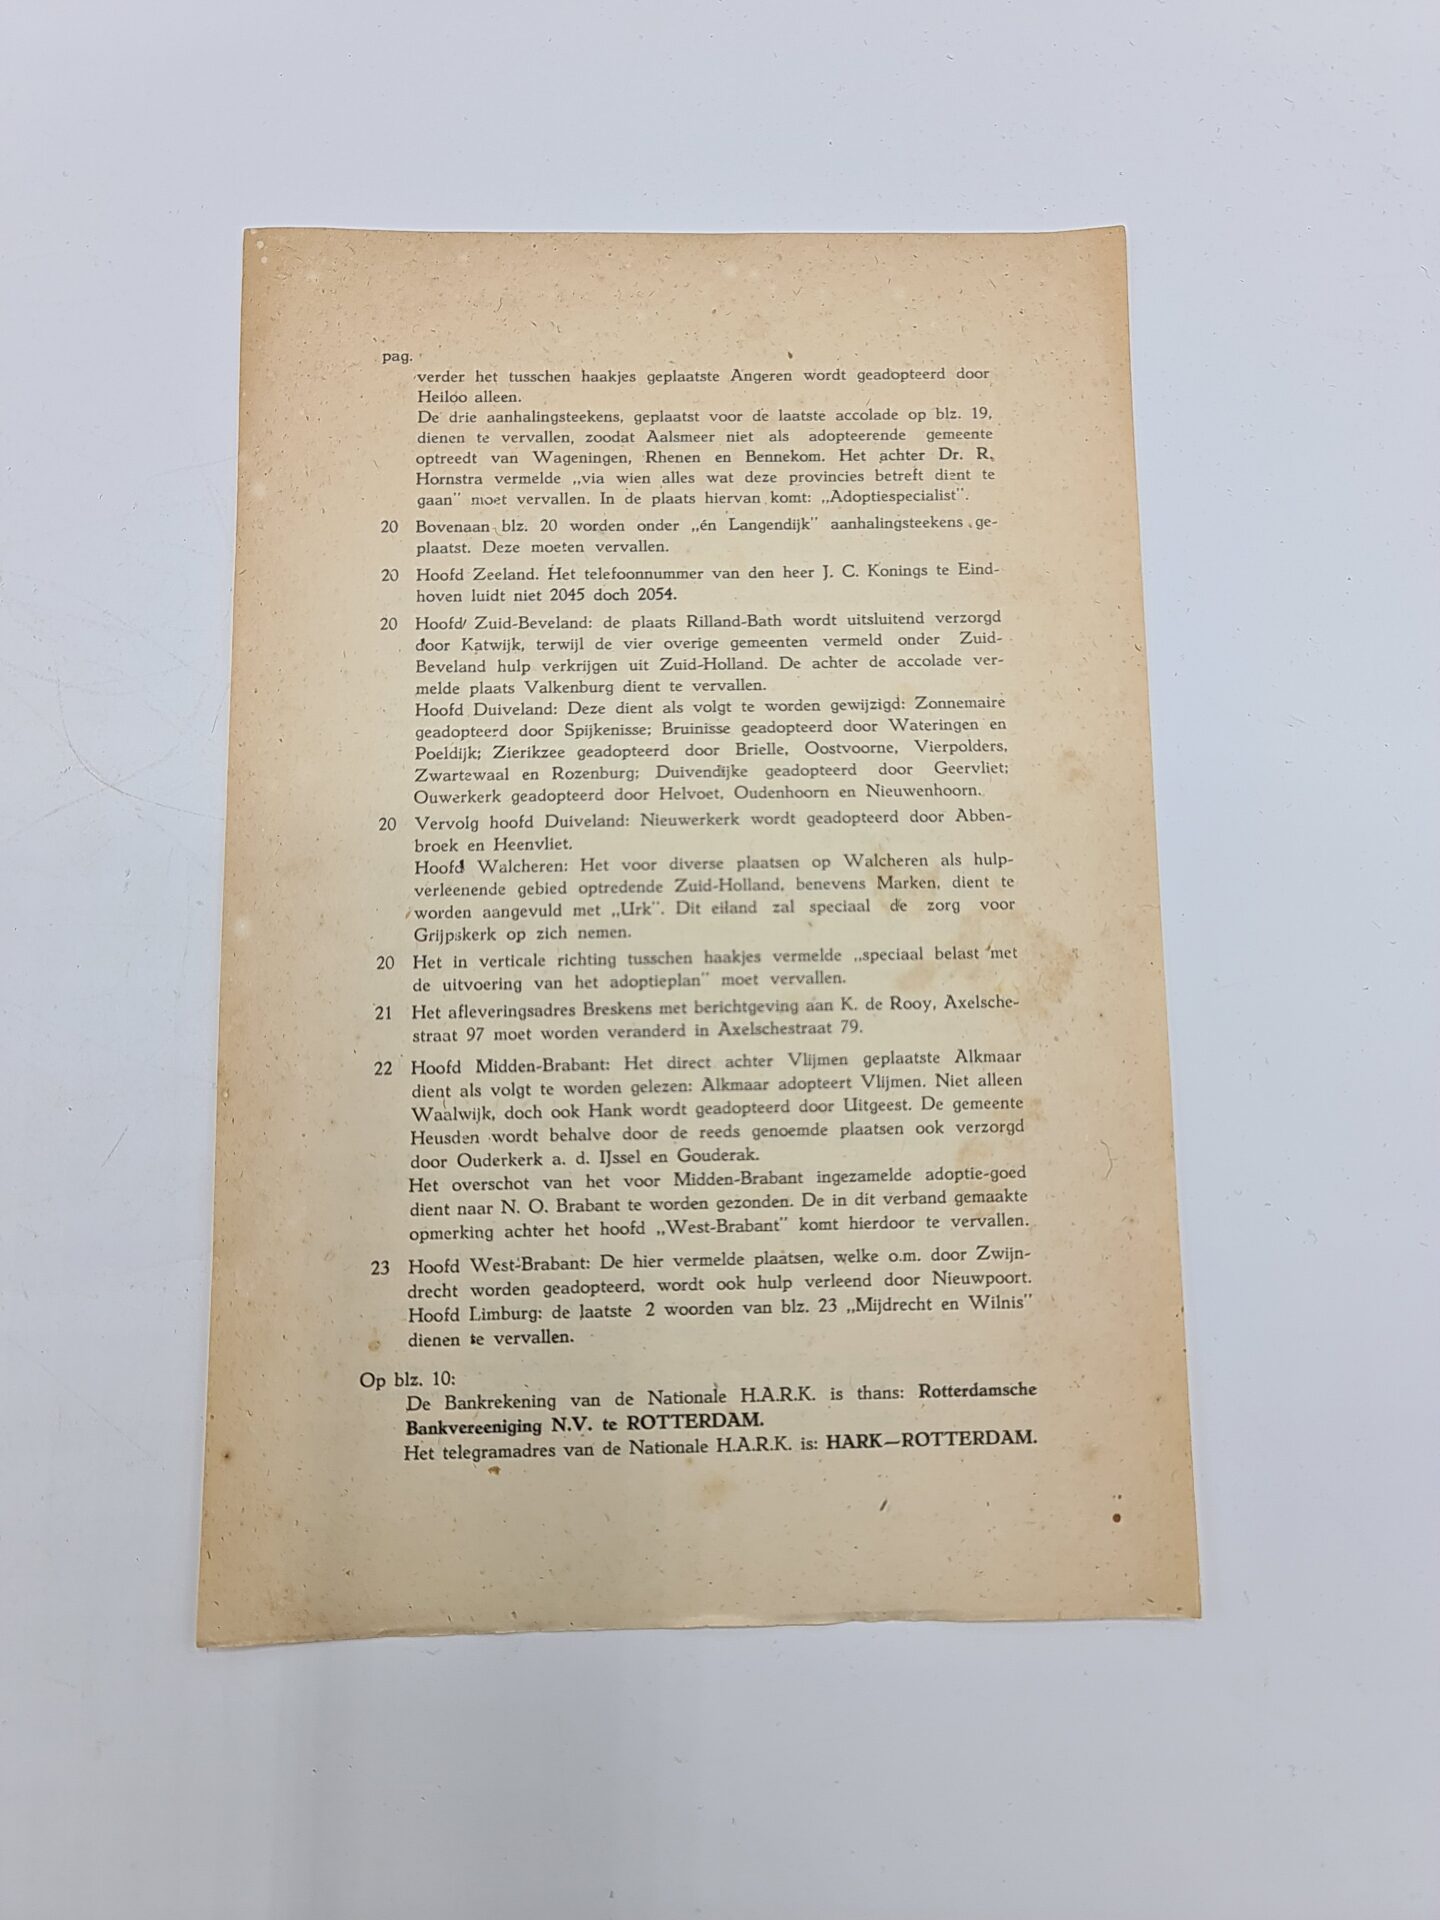 pag.
verder het tusschen haakjes geplaatste Angeren wordt geadopteerd door
Heiloo alleen.
De drie aanhalingsteekens, geplaatst voor de laatste accolade op blz. 19,
dienen te vervallen, zoodat Aalsmeer niet als adopteerende gemeente
optreedt van Wageningen, Rhenen en Bennekom. Het achter Dr. R.
Hornstra vermelde „via wien alles wat deze provincies betreft dient te
gaan" moet vervallen. In de plaats hiervan komt: „Adoptiespecialist".
20 Bovenaan blz. 20 worden onder „én Langendijk" aanhalingsteekens ge-
plaatst. Deze moeten vervallen.
20 Hoofd Zeeland. Het telefoonnummer van den heer J. C. Konings te Eind-
hoven luidt niet 2045 doch 2054.
20 Hoofd Zuid-Beveland: de plaats Rilland-Bath wordt uitsluitend verzorgd
door Katwijk, terwijl de vier overige gemeenten vermeld onder Zuid-
Beveland hulp verkrijgen uit Zuid-Holland. De achter de accolade ver-
melde plaats Valkenburg dient te vervallen.
Hoofd Duiveland: Deze dient als volgt te worden gewijzigd: Zonnemaire
geadopteerd door Spijkenisse; Bruinisse geadopteerd door Wateringen en
Poeldijk; Zierikzee geadopteerd door Brielle, Oostvoorne, Vierpolders,
Zwartewaal en Rozenburg; Duivendijke geadopteerd door Geervliet;
Ouwerkerk geadopteerd door Helvoet, Oudenhoorn en Nieuwenhoorn.
20 Vervolg hoofd Duiveland: Nieuwerkerk wordt geadopteerd door Abben-
broek en Heenvliet.
Hoofd Walcheren: Het voor diverse plaatsen op Walcheren als hulp-
verleenende gebied optredende Zuid-Holland, benevens Marken, dient te
worden aangevuld met „Urk". Dit eiland zal speciaal de zorg voor
Grijpskerk op zich nemen.
20 Het in verticale richting tusschen haakjes vermelde „speciaal belast met
de uitvoering van het adoptieplan" moet vervallen.
21 Het afleveringsadres Breskens met berichtgeving aan K. de Rooy, Axelsche-
straat 97 moet worden veranderd in Axelschestraat 79.
22 Hoofd Midden-Brabant: Het direct achter Vlijmen geplaatste Alkmaar
dient als volgt te worden gelezen: Alkmaar adopteert Vlijmen. Niet alleen
Waalwijk, doch ook Hank wordt geadopteerd door Uitgeest. De gemeente
Heusden wordt behalve door de reeds genoemde plaatsen ook verzorgd
door Ouderkerk a. d. IJssel en Gouderak.
Het overschot van het voor Midden-Brabant ingezamelde adoptie-goed
dient naar N. O. Brabant te worden gezonden. De in dit verband gemaakte
opmerking achter het hoofd „West-Brabant" komt hierdoor te vervallen.
23 Hoofd West-Brabant: De hier vermelde plaatsen, welke o.m. door Zwijn-
drecht worden geadopteerd, wordt ook hulp verleend door Nieuwpoort.
Hoofd Limburg: de laatste 2 woorden van blz. 23 „Mijdrecht en Wilnis"
dienen te vervallen.
Op blz. 10:
De Bankrekening van de Nationale H.A.R.K. is thans: Rotterdamsche
Bankvereeniging N.V. te ROTTERDAM.
Het telegramadres van de Nationale H.A.R.K. is: HARK—ROTTERDAM.